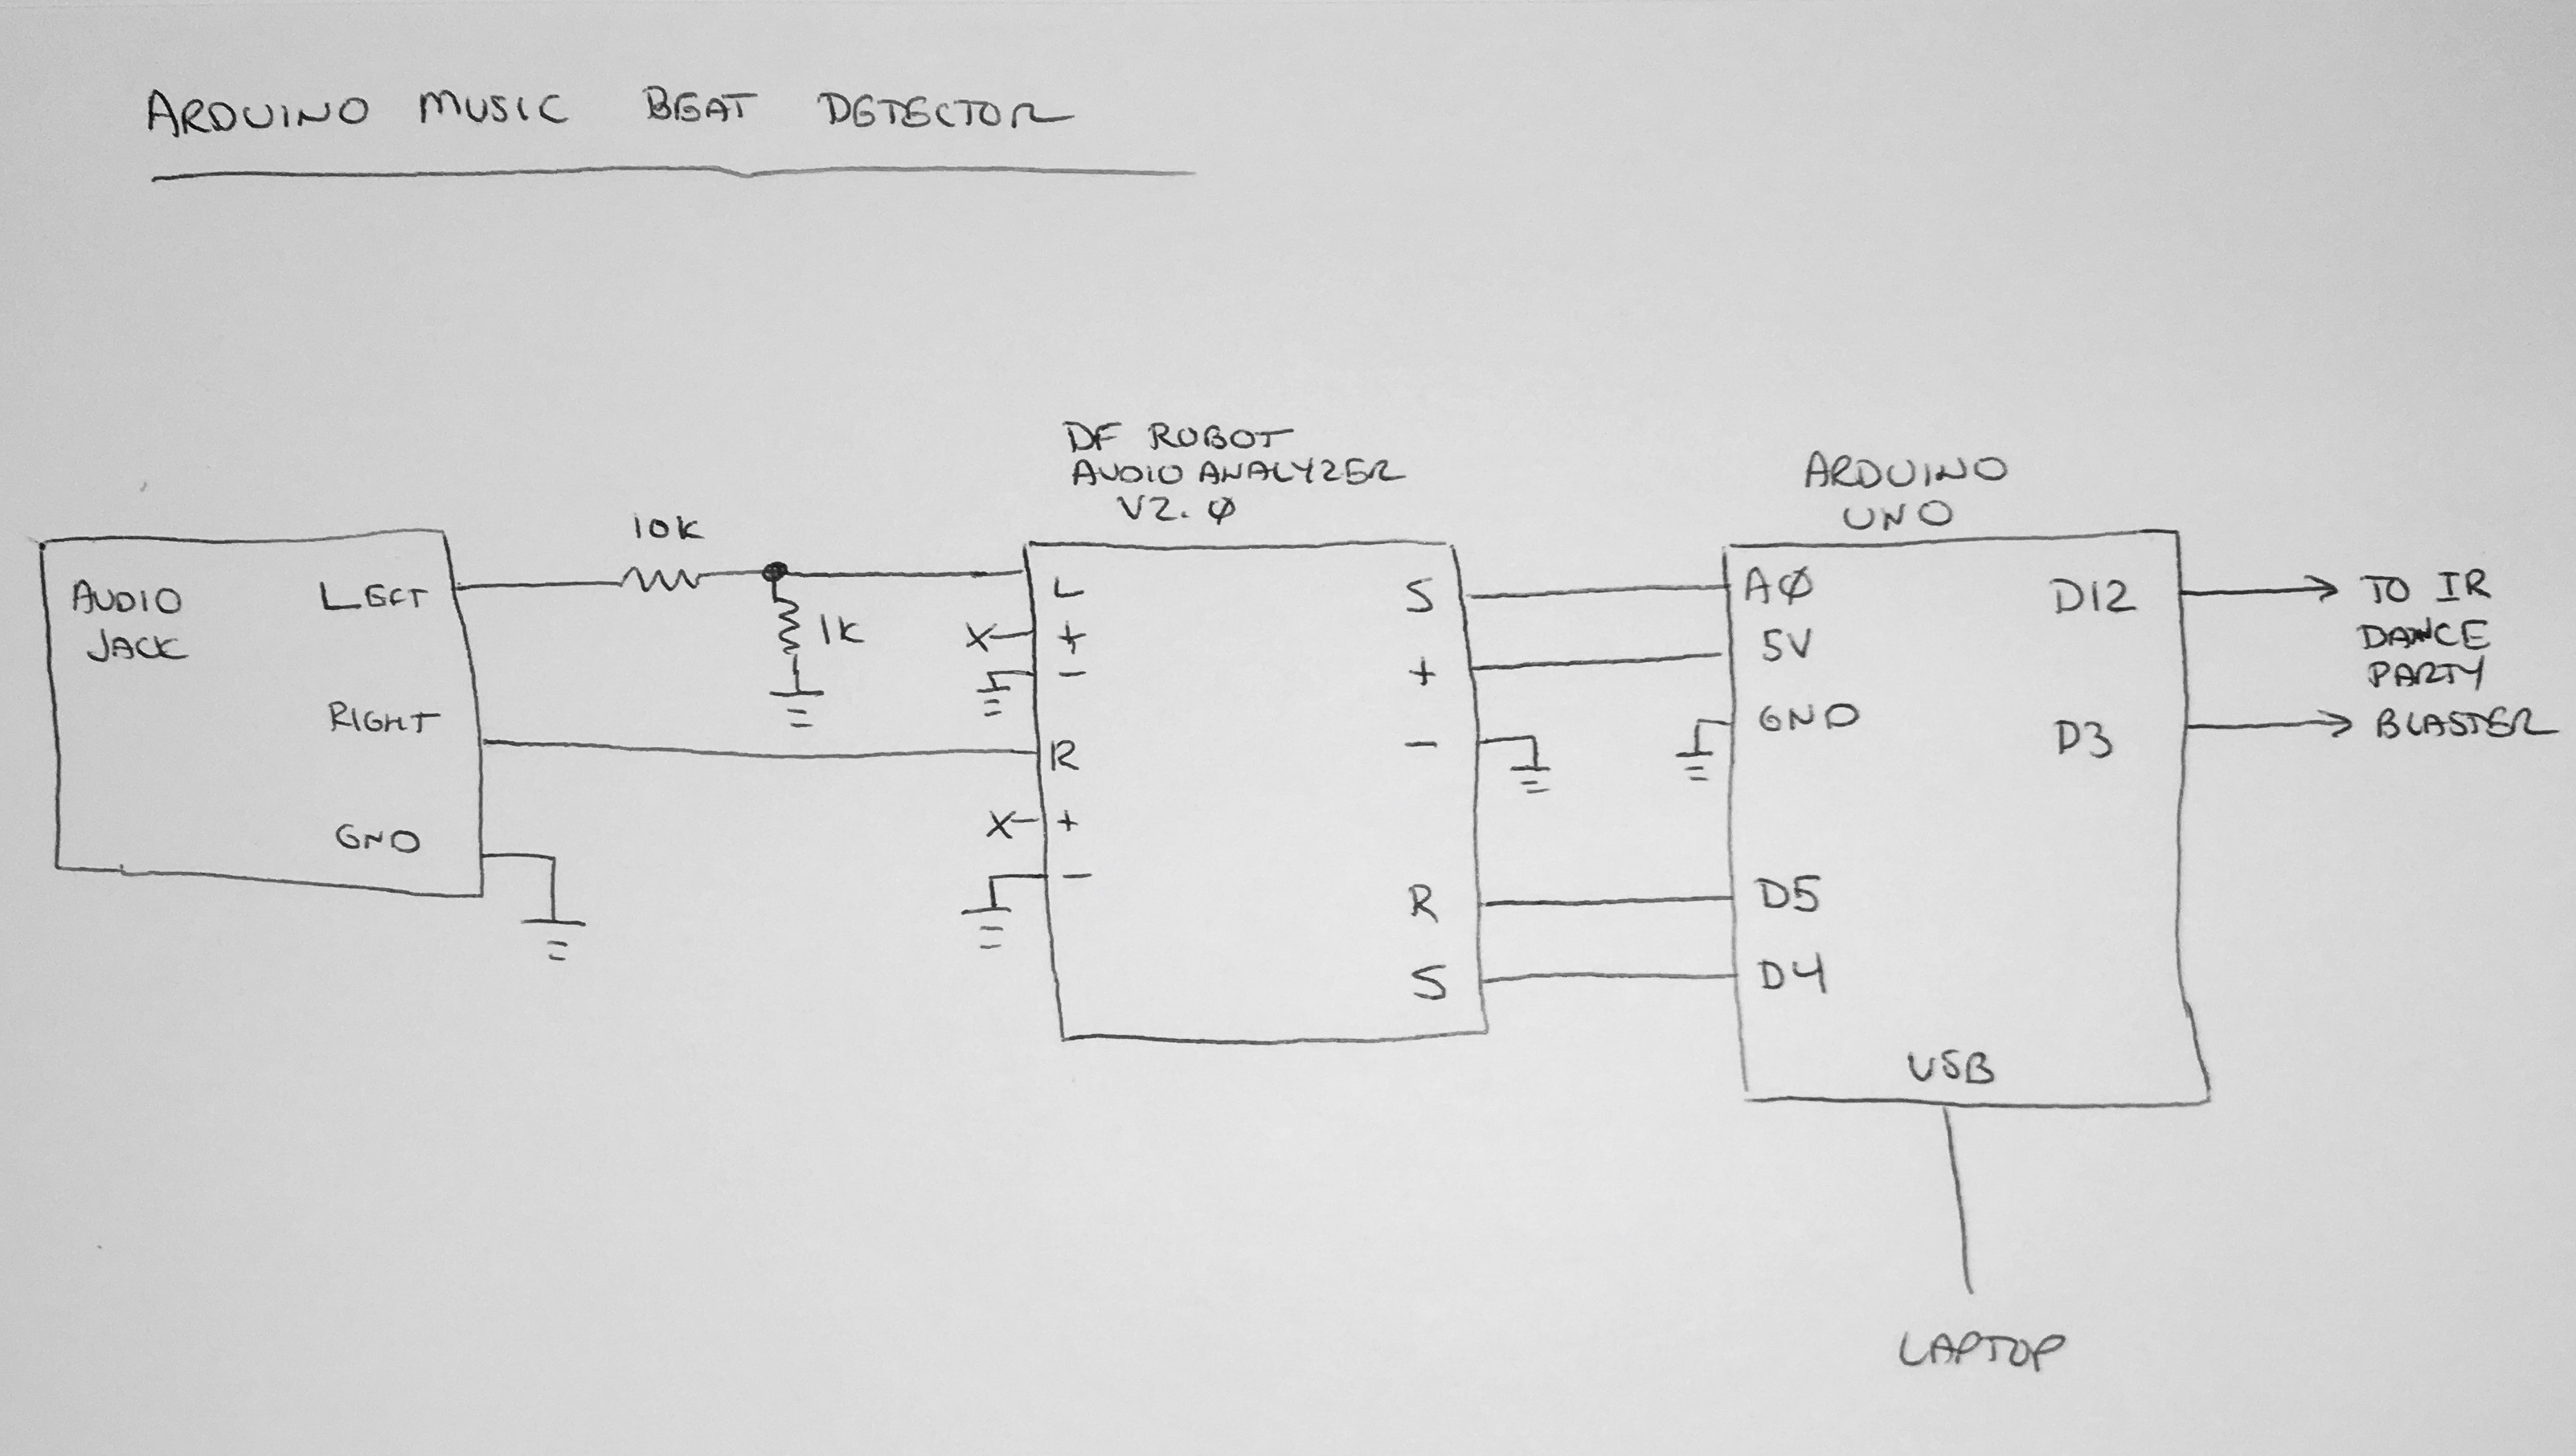 ARDUINO MUSIC BEAT DETECTOR
DF ROBOT
AUDIO ANALYZER
V2.Ø
ARDUINO
UNO
10K
1K
AUDIO
JACK
LEFT
RIGHT
GND
L
X +
-
R
X +
-
S
+
-
R
S
AØ
5V
GND
D5
D4
D12
D3
USB
TO IR
DANCE
PARTY
BLASTER
LAPTOP